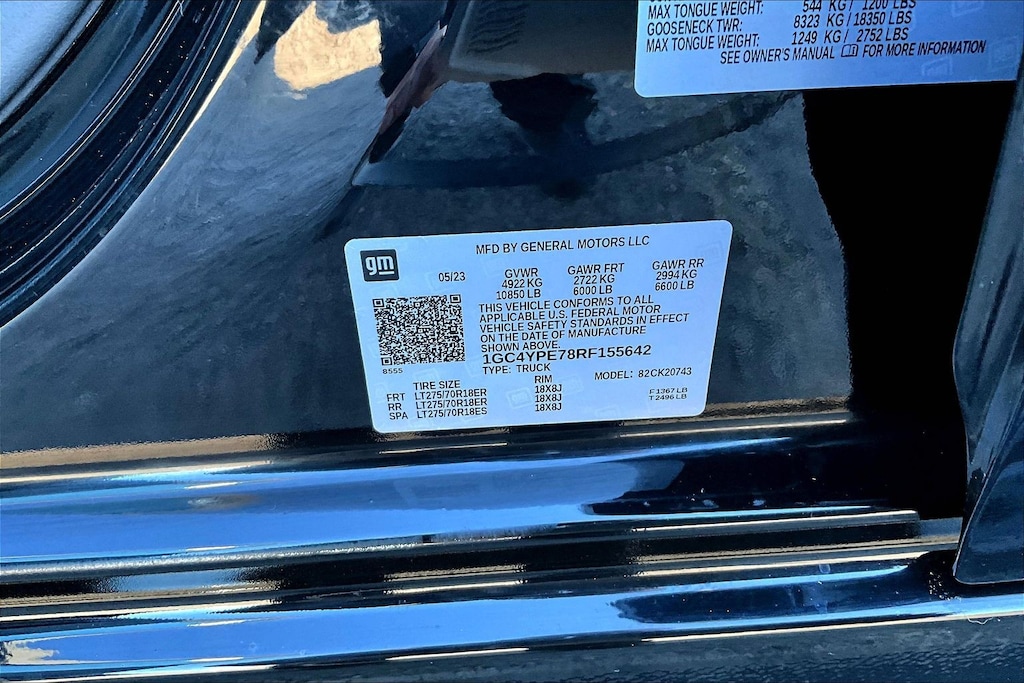 MAX TONGUE WEIGHT: 544 KG / 1200 LBS
GOOSENECK TWR: 8323 KG / 18350 LBS
MAX TONGUE WEIGHT: 1249 KG / 2752 LBS
SEE OWNER'S MANUAL FOR MORE INFORMATION
gm
MFD BY GENERAL MOTORS LLC
05/23 GVWR GAWR FRT GAWR RR
4922 KG 2722 KG 2994 KG
10850 LB 6000 LB 6600 LB
THIS VEHICLE CONFORMS TO ALL
APPLICABLE U.S. FEDERAL MOTOR
VEHICLE SAFETY STANDARDS IN EFFECT
ON THE DATE OF MANUFACTURE
SHOWN ABOVE.
8555
1GC4YPE78RF155642
TYPE: TRUCK MODEL: 82CK20743
TIRE SIZE RIM
FRT LT275/70R18ER 18X8J F 1367 LB
RR LT275/70R18ER 18X8J T 2496 LB
SPA LT275/70R18ES 18X8J